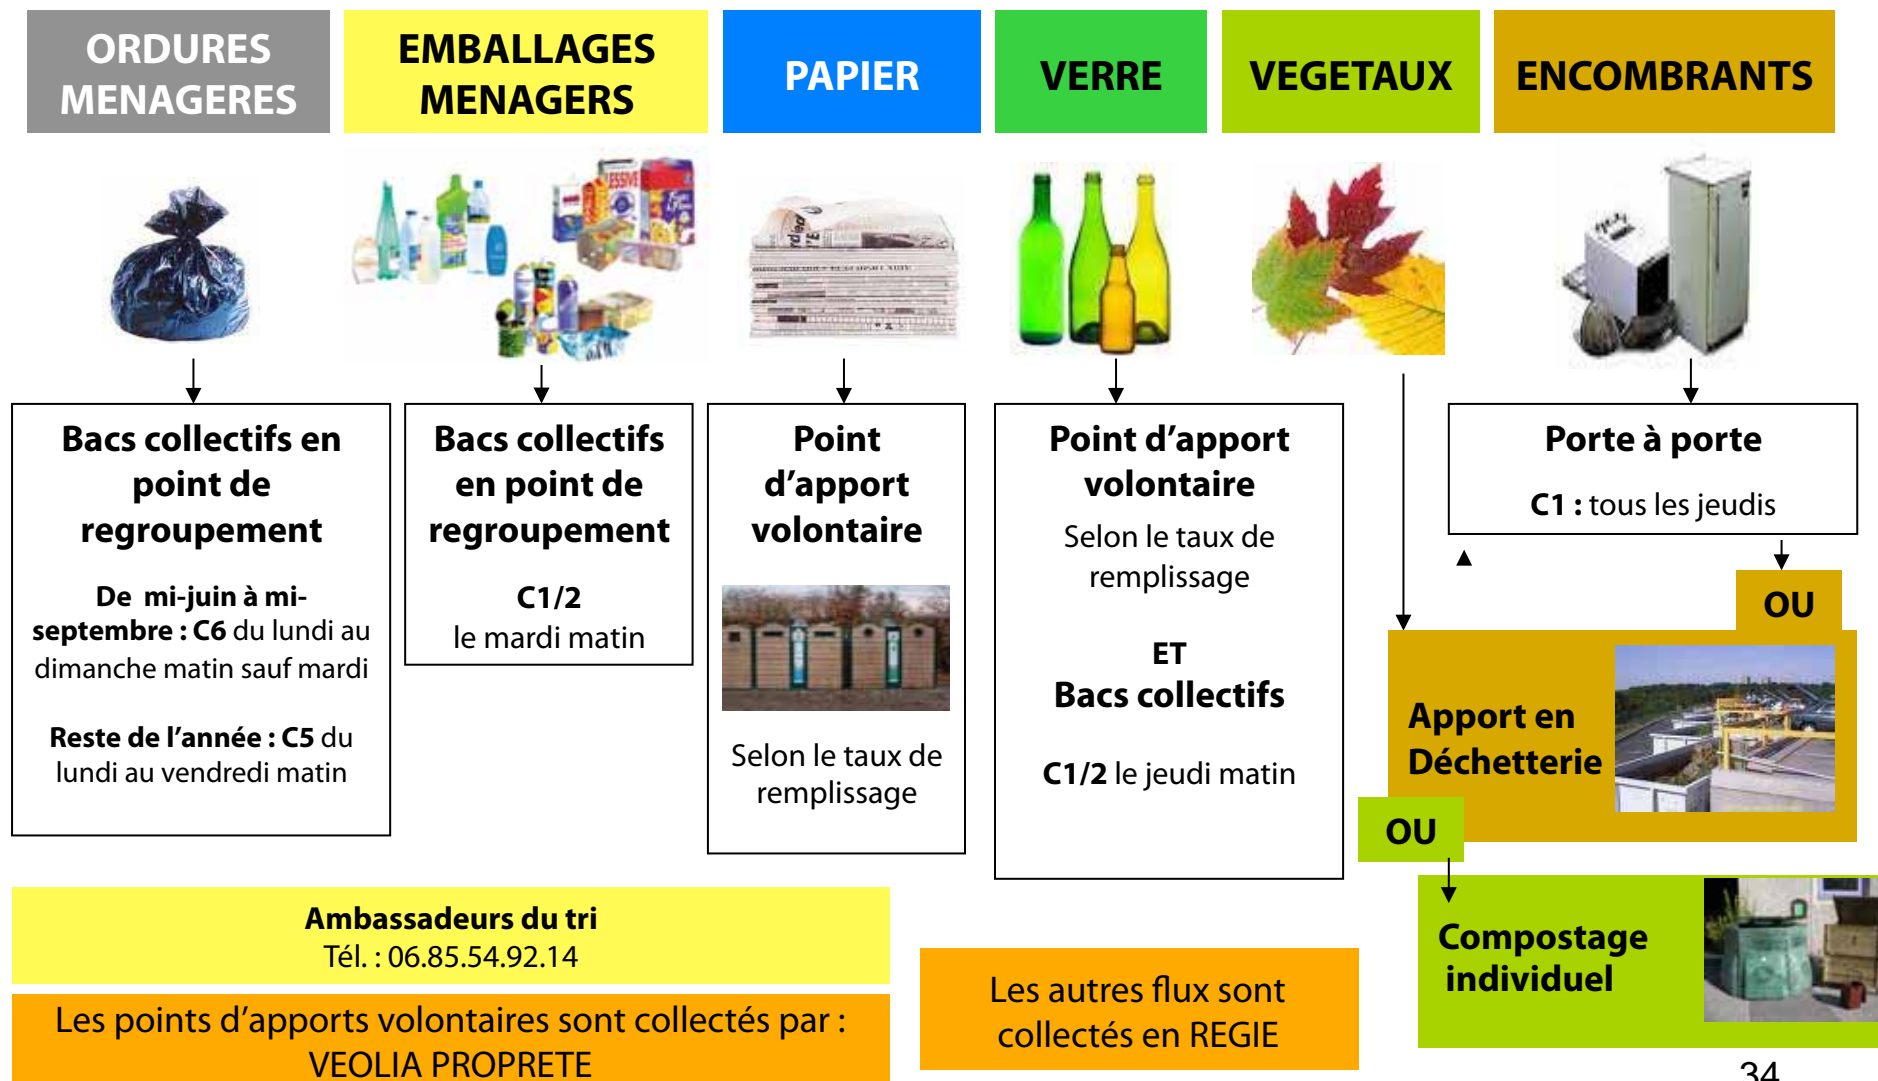 ORDURES
MENAGERES
EMBALLAGES
MENAGERS
PAPIER
VERRE
VEGETAUX
ENCOMBRANTS
ESSIVE
Bacs collectifs en
point de
regroupement
De mi-juin à mi-
septembre : C6 du lundi au
dimanche matin sauf mardi
Reste de l’année : C5 du
lundi au vendredi matin
Bacs collectifs
en point de
regroupement
C1/2
le mardi matin
Point
d’apport
volontaire
Selon le taux de
remplissage
Point d’apport
volontaire
Selon le taux de
remplissage
ET
Bacs collectifs
C1/2 le jeudi matin
Porte à porte
C1 : tous les jeudis
OU
Apport en
Déchetterie
OU
Compostage
individuel
Ambassadeurs du tri
Tél. : 06.85.54.92.14
Les points d’apports volontaires sont collectés par :
VEOLIA PROPRETE
Les autres flux sont
collectés en REGIE
34